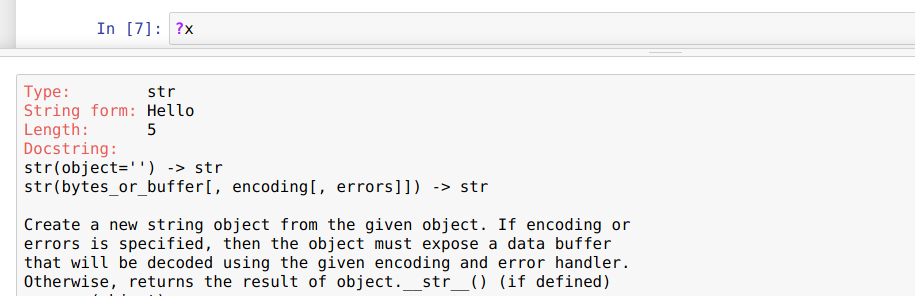 In [7]: ?x
Type: str
String form: Hello
Length: 5
Docstring:
str(object='') -> str
str(bytes_or_buffer[, encoding[, errors]]) -> str
Create a new string object from the given object. If encoding or
errors is specified, then the object must expose a data buffer
that will be decoded using the given encoding and error handler.
Otherwise, returns the result of object.__str__() (if defined)